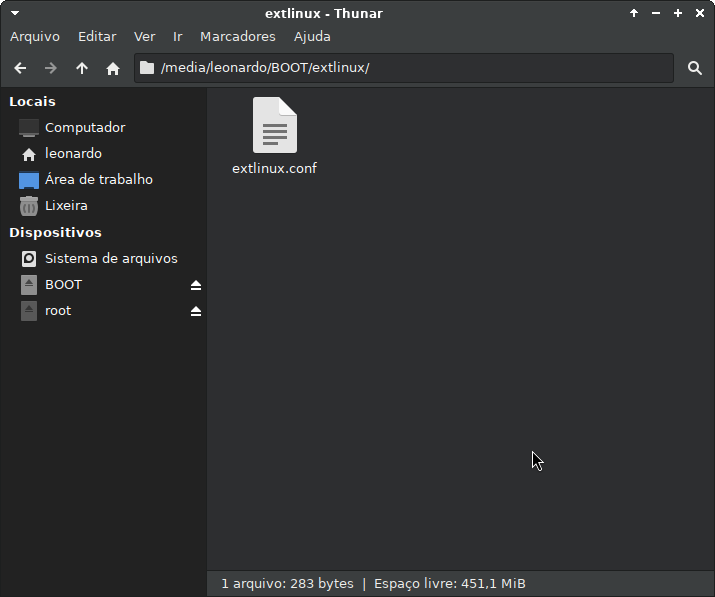 extlinux - Thunar
Arquivo Editar Ver Ir Marcadores Ajuda
/media/leonardo/BOOT/extlinux/
Locais
Computador
leonardo
Área de trabalho
Lixeira
Dispositivos
Sistema de arquivos
BOOT
root
extlinux.conf
1 arquivo: 283 bytes | Espaço livre: 451,1 MiB